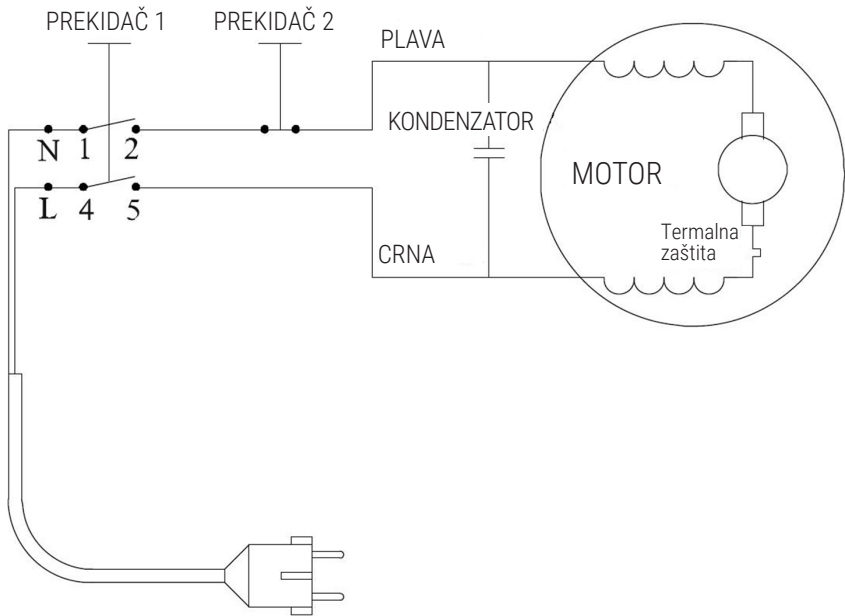 PREKIDAČ 1
PREKIDAČ 2
PLAVA
N 1 2
KONDENZATOR
MOTOR
L 4 5
Termalna
zaštita
CRNA